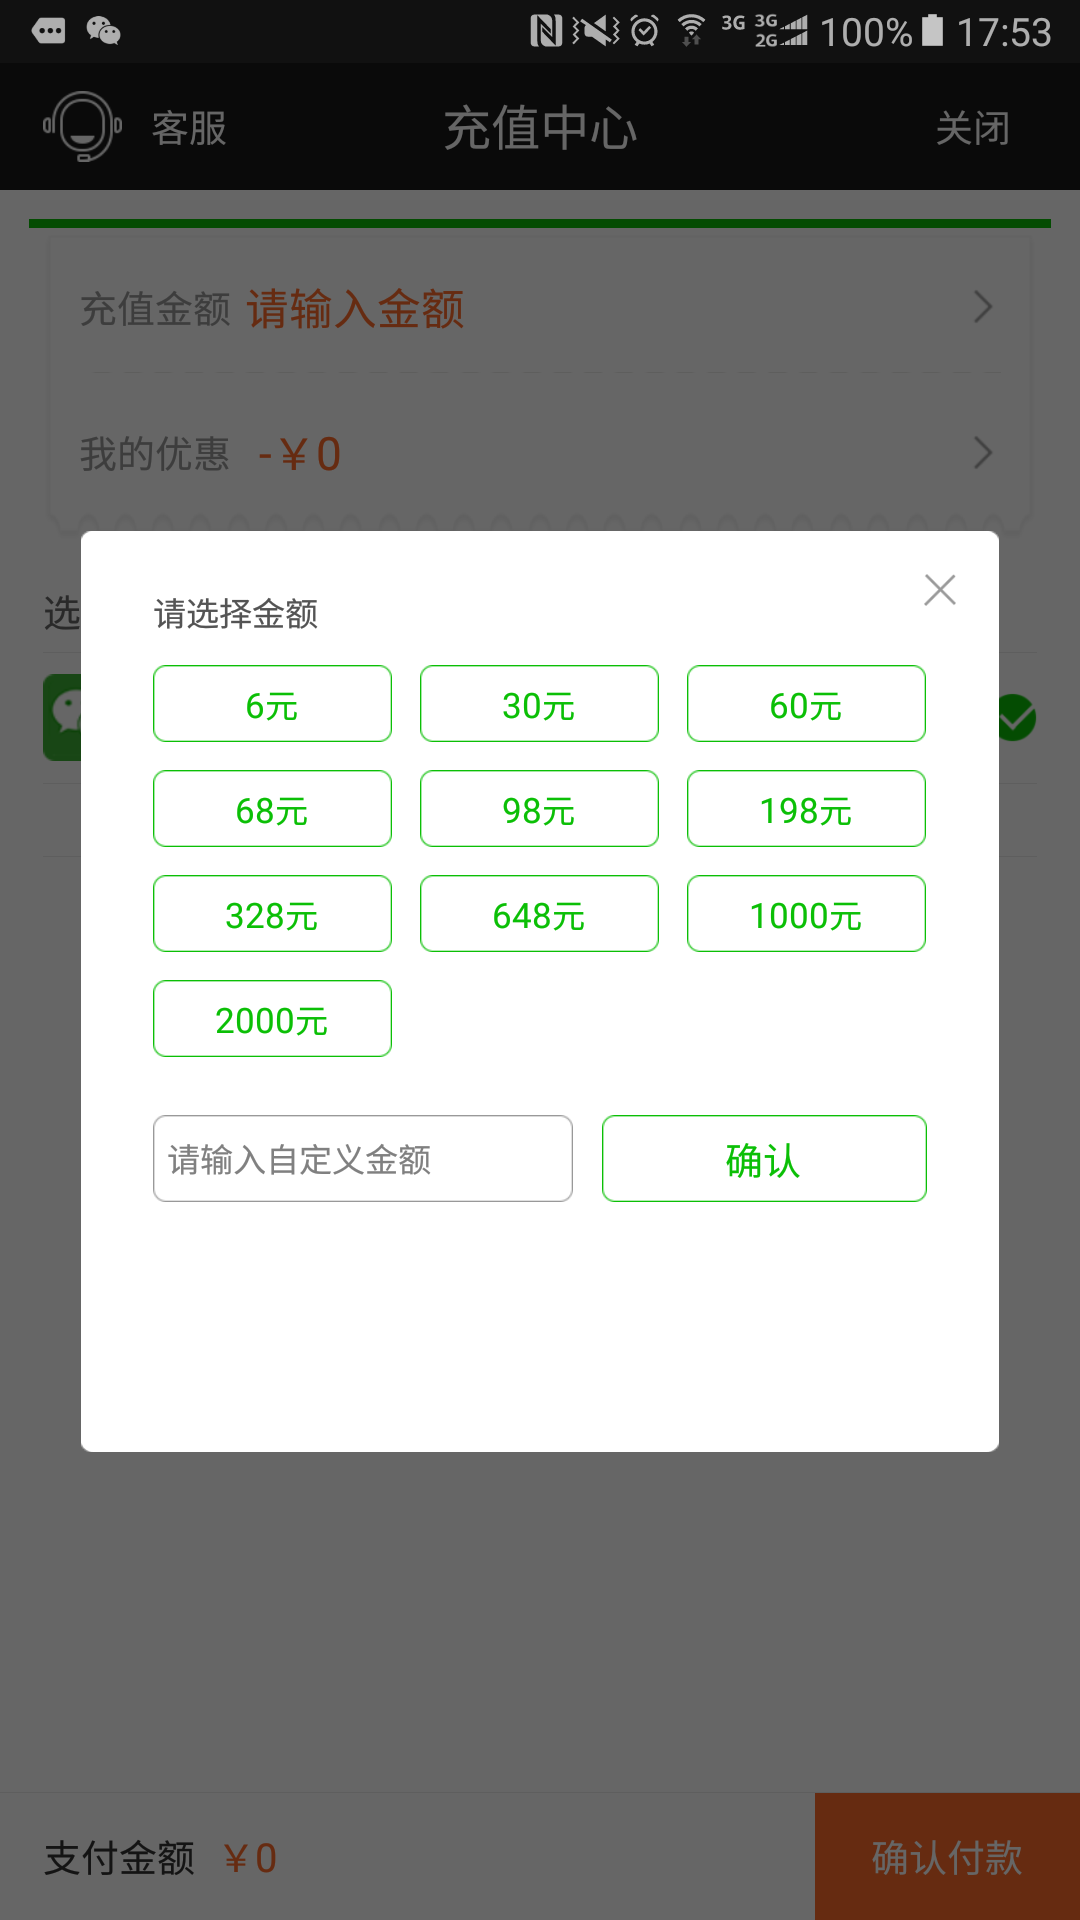 3G 3G 2G 100% 17:53
客服 充值中心 关闭
充值金额 请输入金额
我的优惠 -￥0
选
请选择金额
6元 30元 60元
68元 98元 198元
328元 648元 1000元
2000元
请输入自定义金额 确认
支付金额 ￥0 确认付款